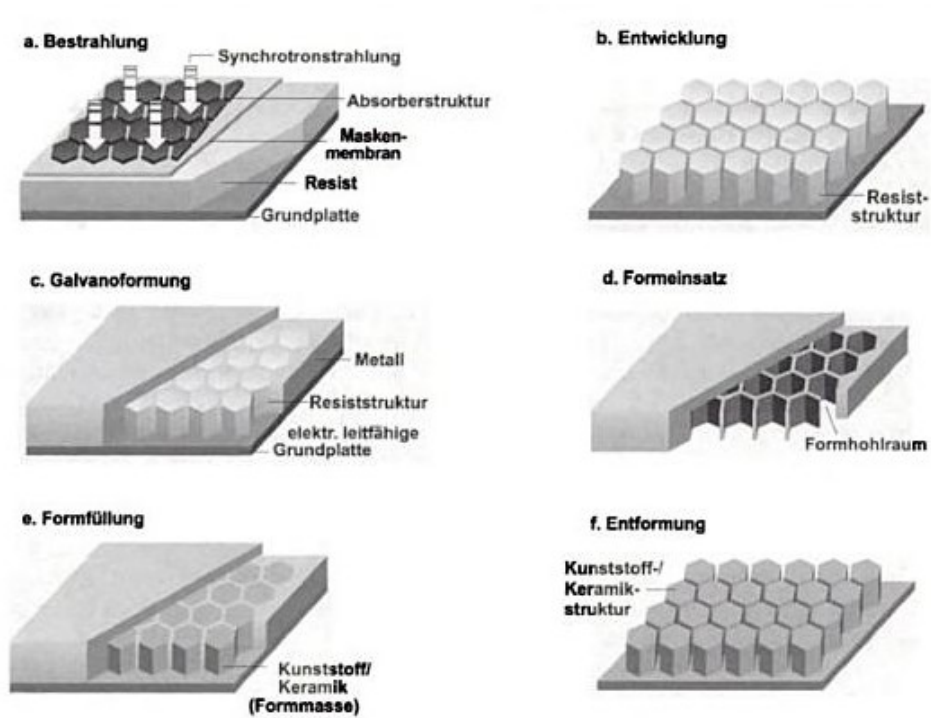 a. Bestrahlung
Synchrotronstrahlung
Absorberstruktur
Masken-
membran
Resist
Grundplatte
b. Entwicklung
Resist-
struktur
c. Galvanoformung
Metall
Resiststruktur
elektr. leitfähige
Grundplatte
d. Formeinsatz
Formhohlraum
e. Formfüllung
Kunststoff/
Keramik
(Formmasse)
f. Entformung
Kunststoff-/
Keramik-
struktur